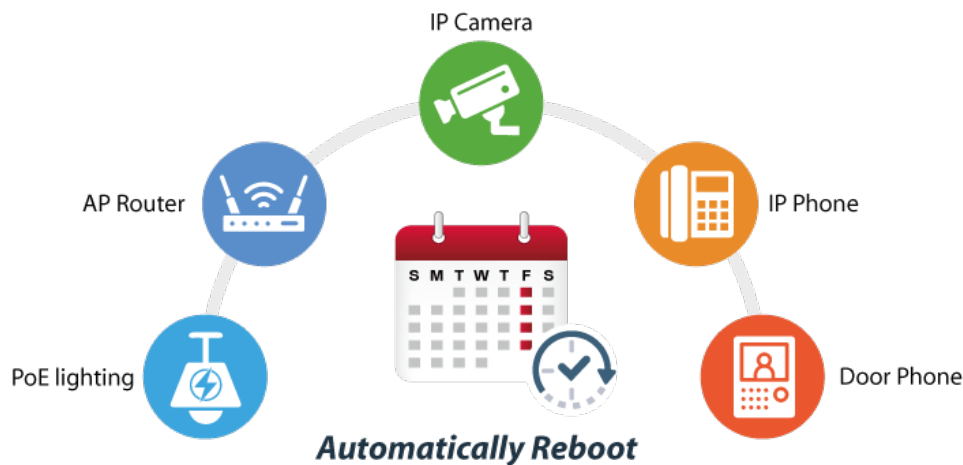 IP Camera
AP Router
IP Phone
S M T W T F S
PoE lighting
Door Phone
Automatically Reboot